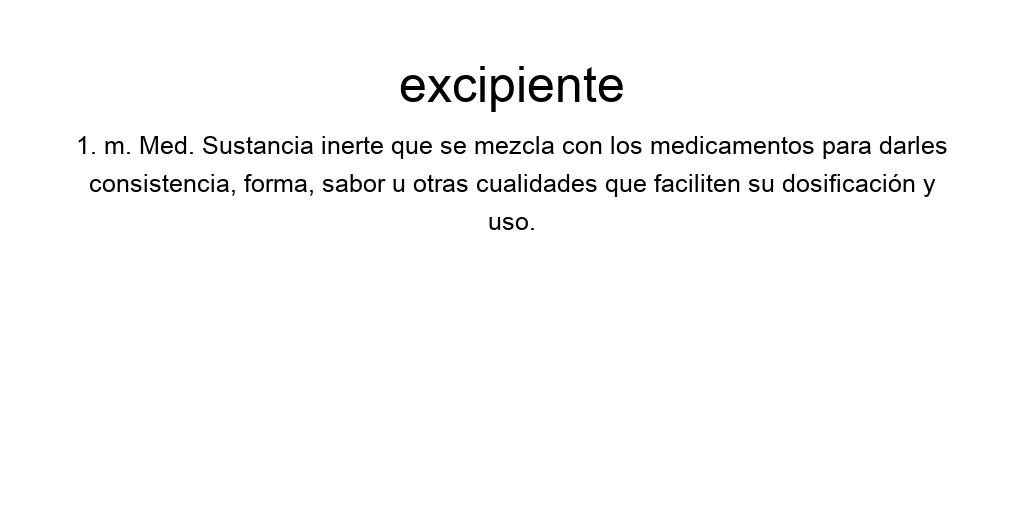 excipiente
1. m. Med. Sustancia inerte que se mezcla con los medicamentos para darles
consistencia, forma, sabor u otras cualidades que faciliten su dosificación y
uso.